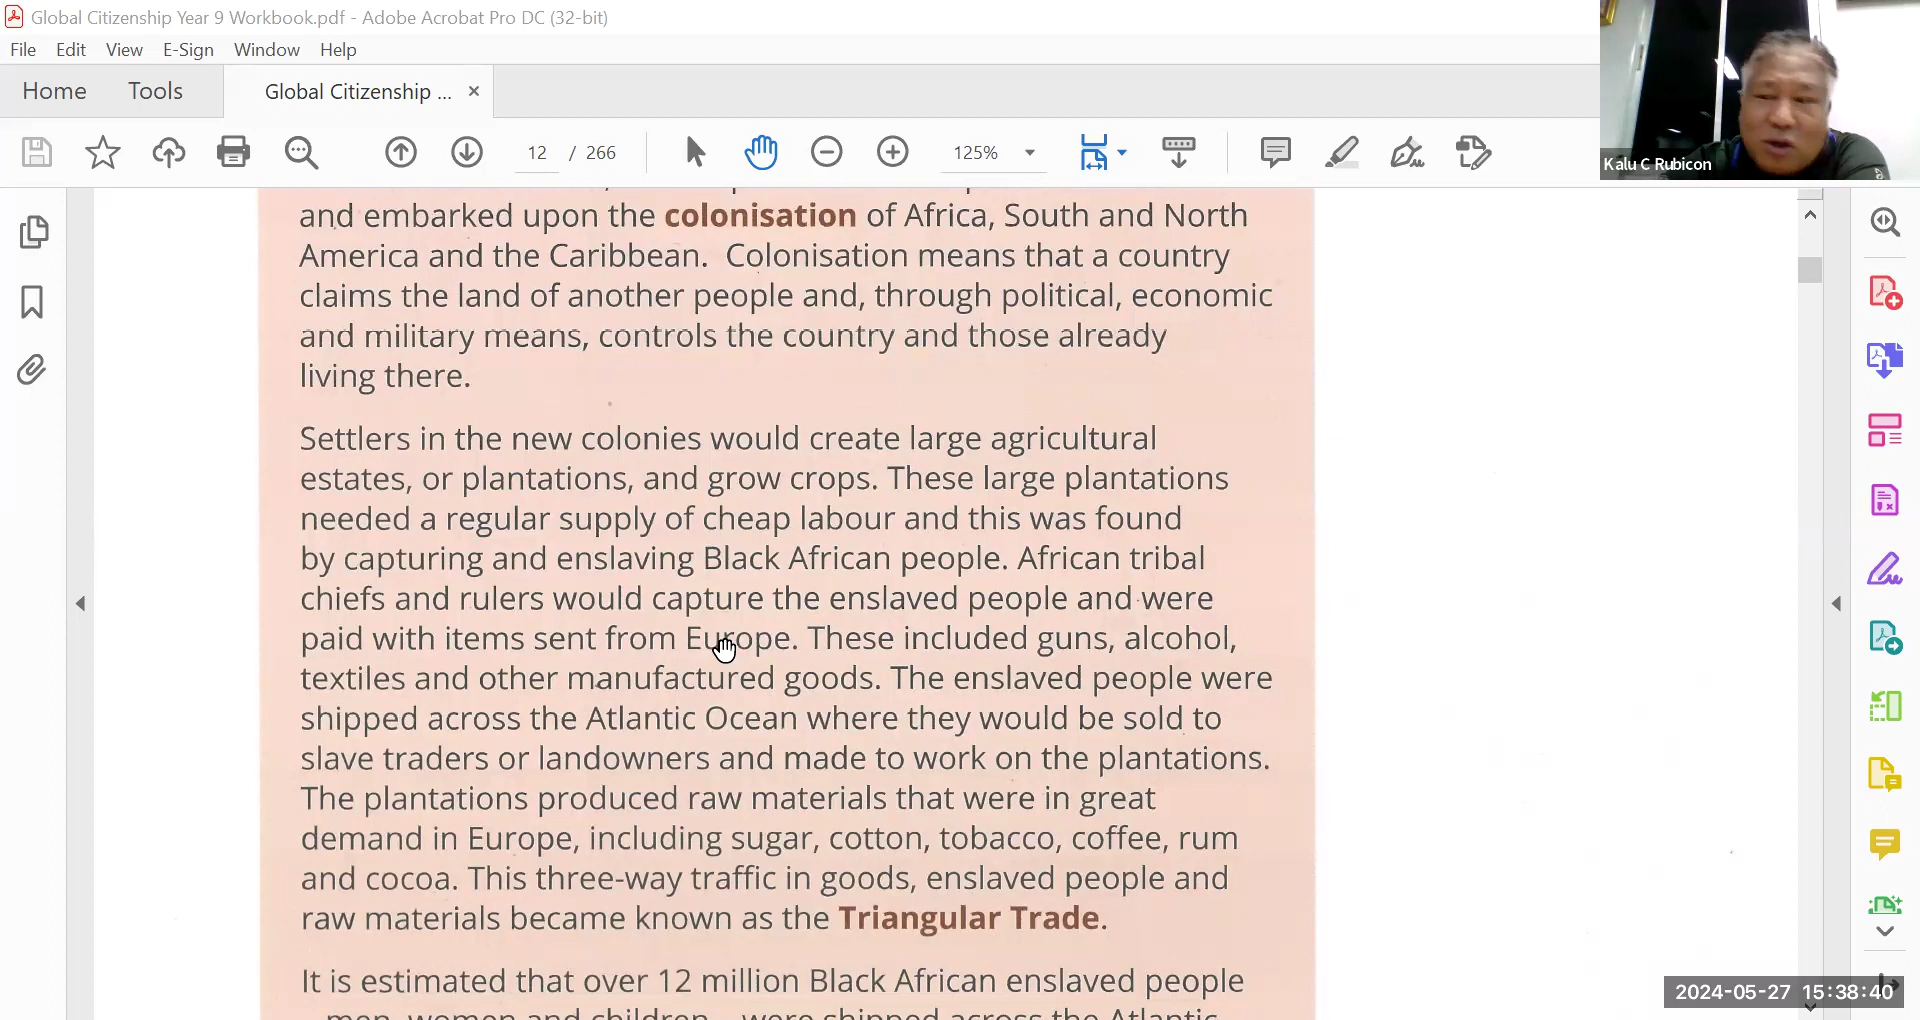 Global Citizenship Year 9 Workbook.pdf - Adobe Acrobat Pro DC (32-bit)
File Edit View E-Sign Window Help
Home Tools Global Citizenship ...
12 / 266 125%
Kalu C Rubicon
and embarked upon the colonisation of Africa, South and North
America and the Caribbean. Colonisation means that a country
claims the land of another people and, through political, economic
and military means, controls the country and those already
living there.
Settlers in the new colonies would create large agricultural
estates, or plantations, and grow crops. These large plantations
needed a regular supply of cheap labour and this was found
by capturing and enslaving Black African people. African tribal
chiefs and rulers would capture the enslaved people and were
paid with items sent from Europe. These included guns, alcohol,
textiles and other manufactured goods. The enslaved people were
shipped across the Atlantic Ocean where they would be sold to
slave traders or landowners and made to work on the plantations.
The plantations produced raw materials that were in great
demand in Europe, including sugar, cotton, tobacco, coffee, rum
and cocoa. This three-way traffic in goods, enslaved people and
raw materials became known as the Triangular Trade.
It is estimated that over 12 million Black African enslaved people
men, women and children were shipped across the Atlantic
2024-05-27 15:38:40